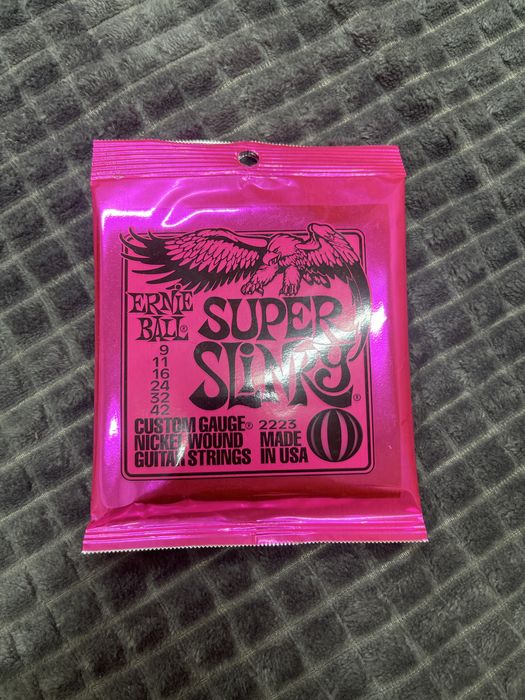 ERNIE
BALL®
SUPER
SLINKY®
9
11
16
24
32
42
CUSTOM GAUGE®
NICKEL WOUND
GUITAR STRINGS
2223
MADE
IN USA